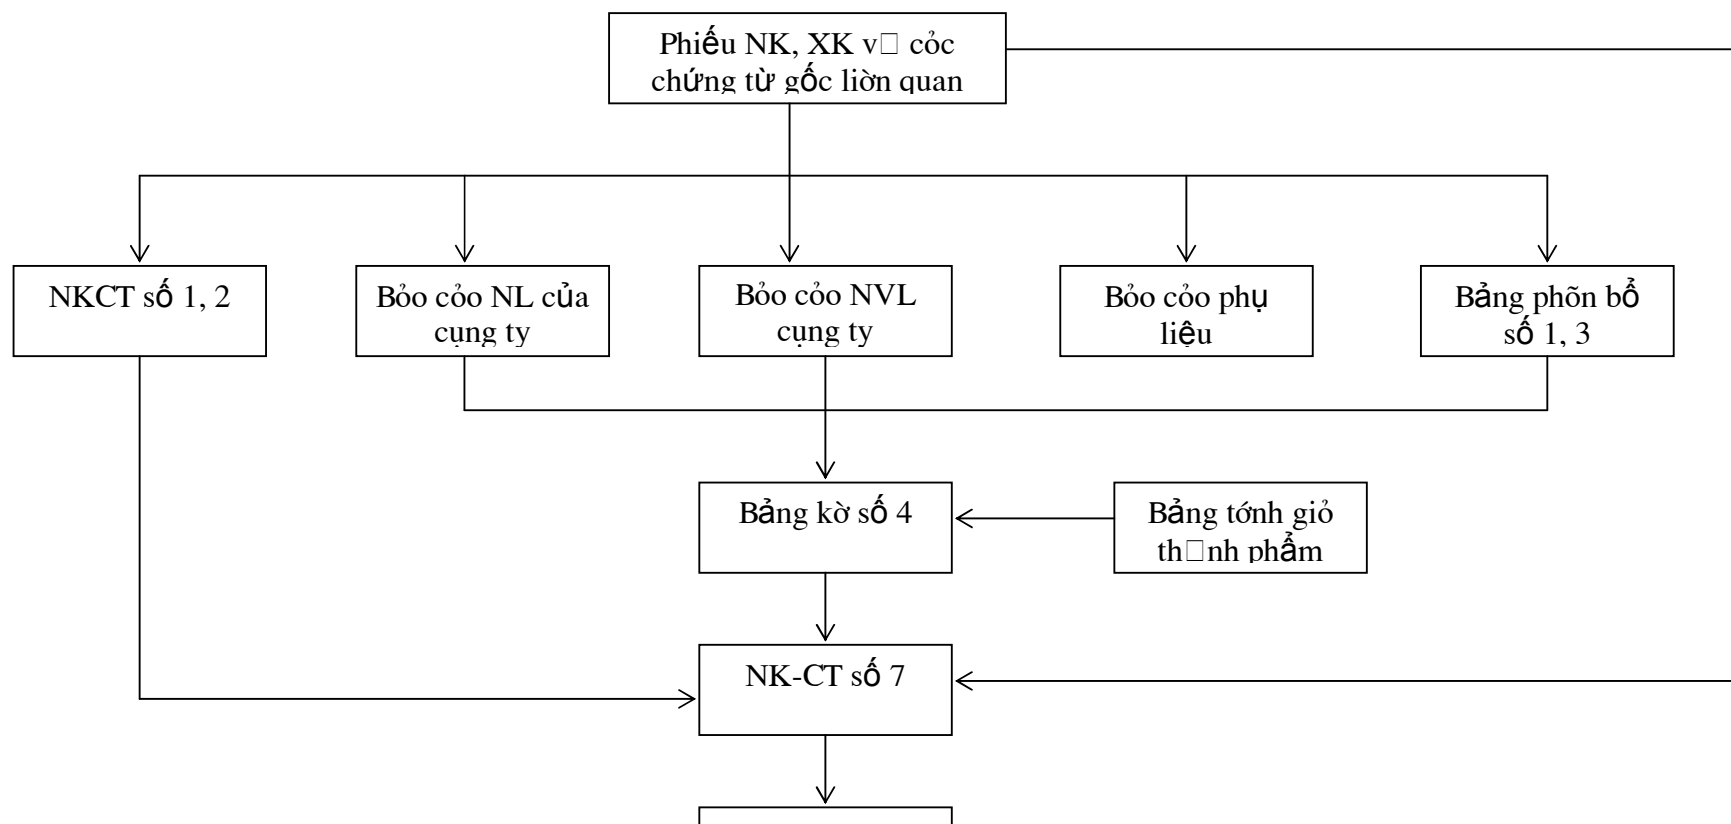 Phiếu NK, XK v□ cỏc
chứng từ gốc liờn quan
NKCT số 1, 2
Bỏo cỏo NL của
cụng ty
Bỏo cỏo NVL
cụng ty
Bỏo cỏo phụ
liệu
Bảng phõn bổ
số 1, 3
Bảng kờ số 4
Bảng tớnh giỏ
th□nh phẩm
NK-CT số 7